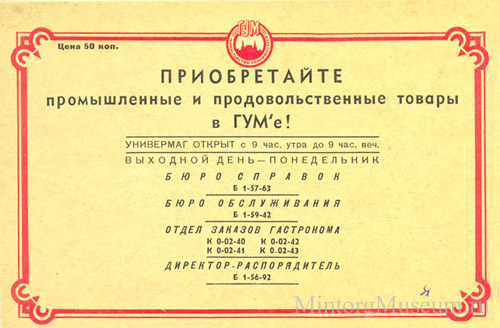 ГУМ
Цена 50 коп.
ПРИОБРЕТАЙТЕ
промышленные и продовольственные товары
в ГУМ'е!
УНИВЕРМАГ ОТКРЫТ с 9 час. утра до 9 час. веч.
ВЫХОДНОЙ ДЕНЬ — ПОНЕДЕЛЬНИК
БЮРО СПРАВОК
Б 1-57-63
БЮРО ОБСЛУЖИВАНИЯ
Б 1-59-42
ОТДЕЛ ЗАКАЗОВ ГАСТРОНОМА
К 0-02-40 К 0-02-42
К 0-02-41 К 0-02-43
ДИРЕКТОР-РАСПОРЯДИТЕЛЬ
Б 1-56-92
Я
MintorgMuseum.ru